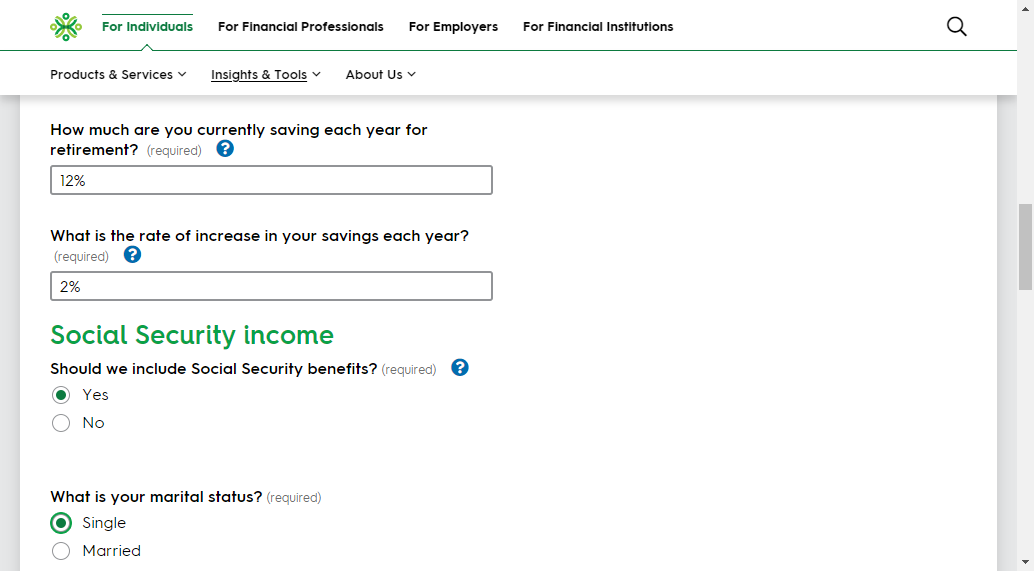 For Individuals For Financial Professionals For Employers For Financial Institutions
Products & Services Insights & Tools About Us
How much are you currently saving each year for
retirement? (required) ?
12%
What is the rate of increase in your savings each year?
(required) ?
2%
Social Security income
Should we include Social Security benefits? (required) ?
Yes
No
What is your marital status? (required)
Single
Married